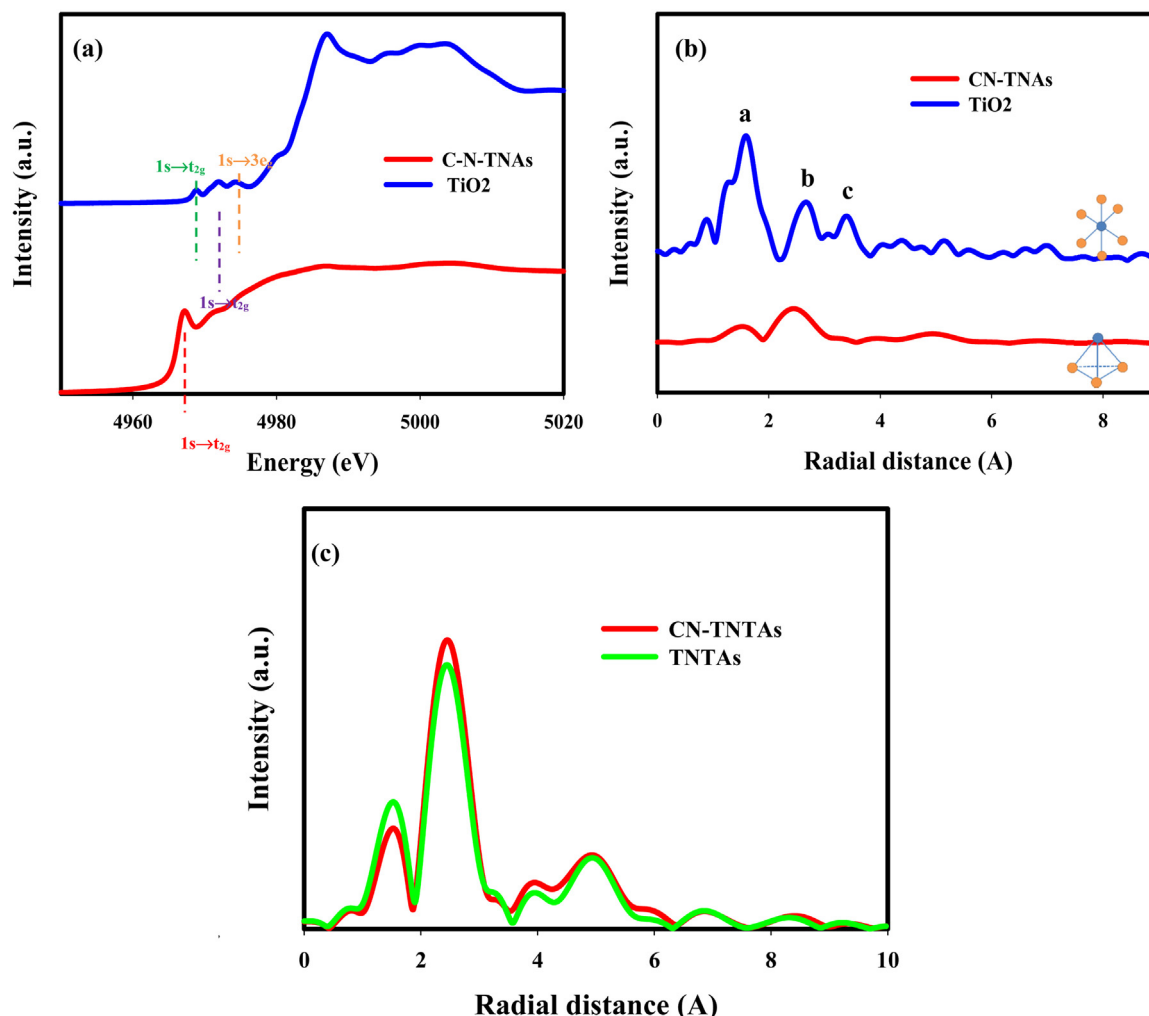 (a)
Intensity (a.u.)
1s→t2g
1s→3e
C-N-TNAs
TiO2
1s→t2g
1s→t2g
4960
4980
5000
5020
Energy (eV)
(b)
Intensity (a.u.)
CN-TNAs
TiO2
a
b
c
0
2
4
6
8
Radial distance (A)
(c)
Intensity (a.u.)
CN-TNTAs
TNTAs
0
2
4
6
8
10
Radial distance (A)